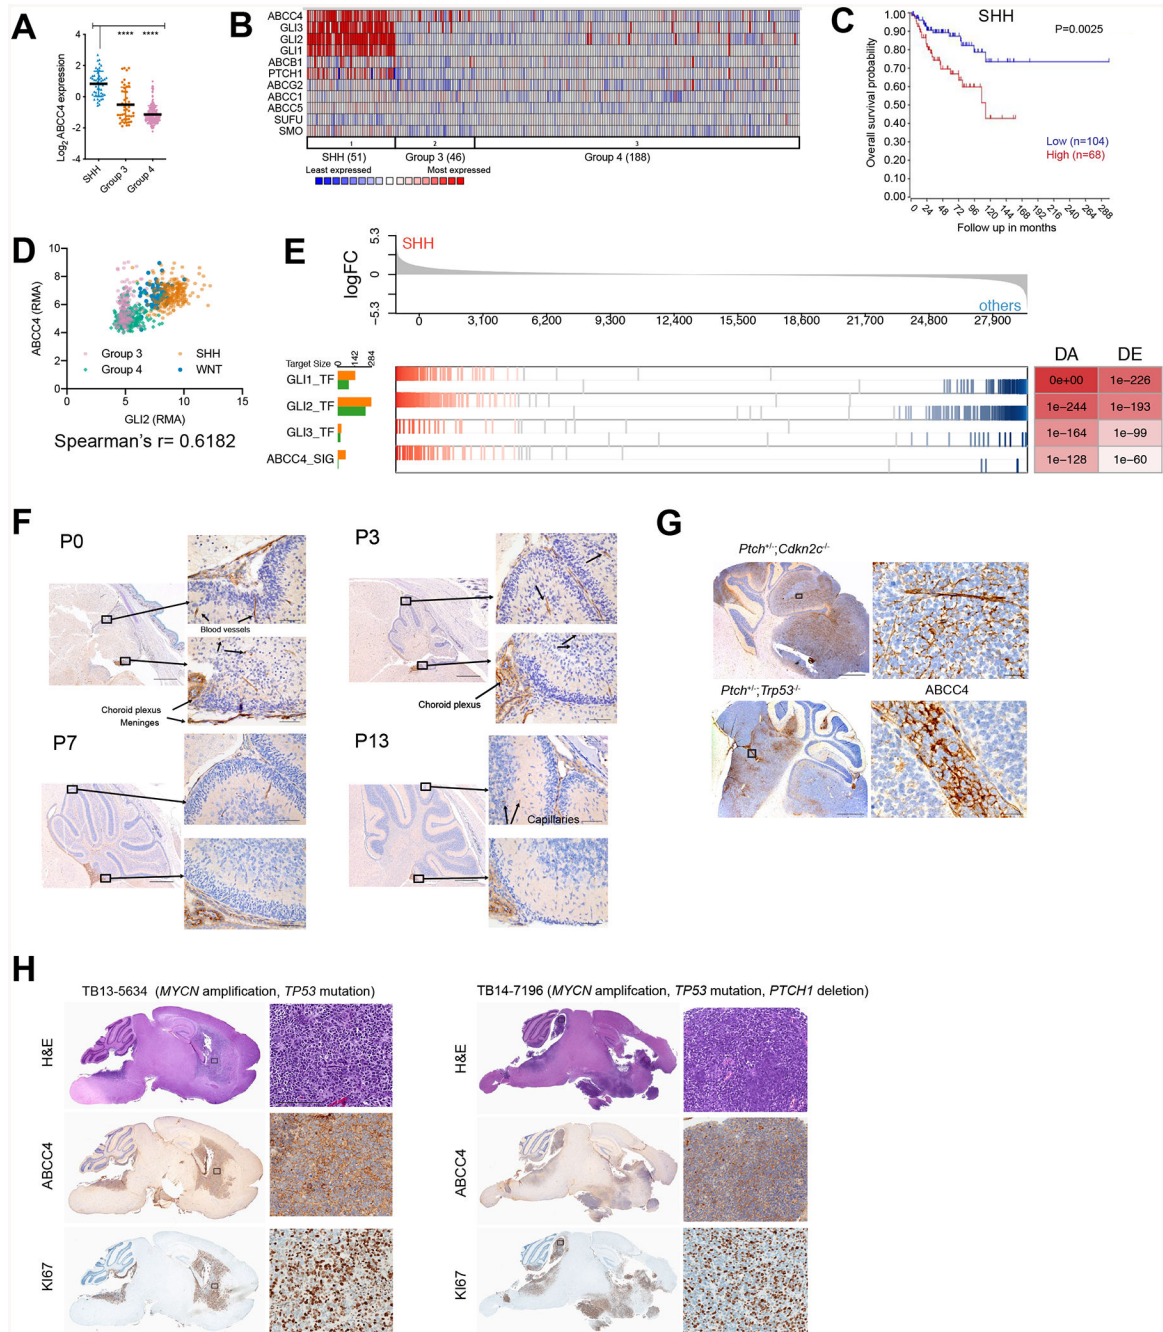 A
Log2 ABCC4 expression
4
2
0
-2
-4
****
****
SHH
Group 3
Group 4
B
ABCC4
GLI3
GLI2
GLI1
ABCB1
PTCH1
ABCG2
ABCC1
ABCC5
SUFU
SMO
1
2
3
SHH (51)
Group 3 (46)
Group 4 (188)
Least expressed
Most expressed
C
SHH
P=0.0025
Overall survival probability
1.00
0.90
0.80
0.70
0.60
0.50
0.40
0.30
0.20
0.10
0.00
Low (n=104)
High (n=68)
0 24 48 72 96 120 144 168 192 216 240 264 288
Follow up in months
D
ABCC4 (RMA)
10
8
6
4
2
0
Group 3
Group 4
SHH
WNT
0 5 10 15
GLI2 (RMA)
Spearman's r= 0.6182
E
logFC
5.3
0
-5.3
SHH
others
0 3,100 6,200 9,300 12,400 15,500 18,600 21,700 24,800 27,900
Target Size
0 142 284
GLI1_TF
GLI2_TF
GLI3_TF
ABCC4_SIG
DA DE
0e+00 1e−226
1e−244 1e−193
1e−164 1e−99
1e−128 1e−60
F
P0
Blood vessels
Choroid plexus
Meninges
P3
Choroid plexus
P7
P13
Capillaries
G
Ptch+/-;Cdkn2c-/-
Ptch+/-;Trp53-/-
ABCC4
H
TB13-5634 (MYCN amplification, TP53 mutation)
H&E
ABCC4
KI67
TB14-7196 (MYCN amplifcation, TP53 mutation, PTCH1 deletion)
H&E
ABCC4
KI67